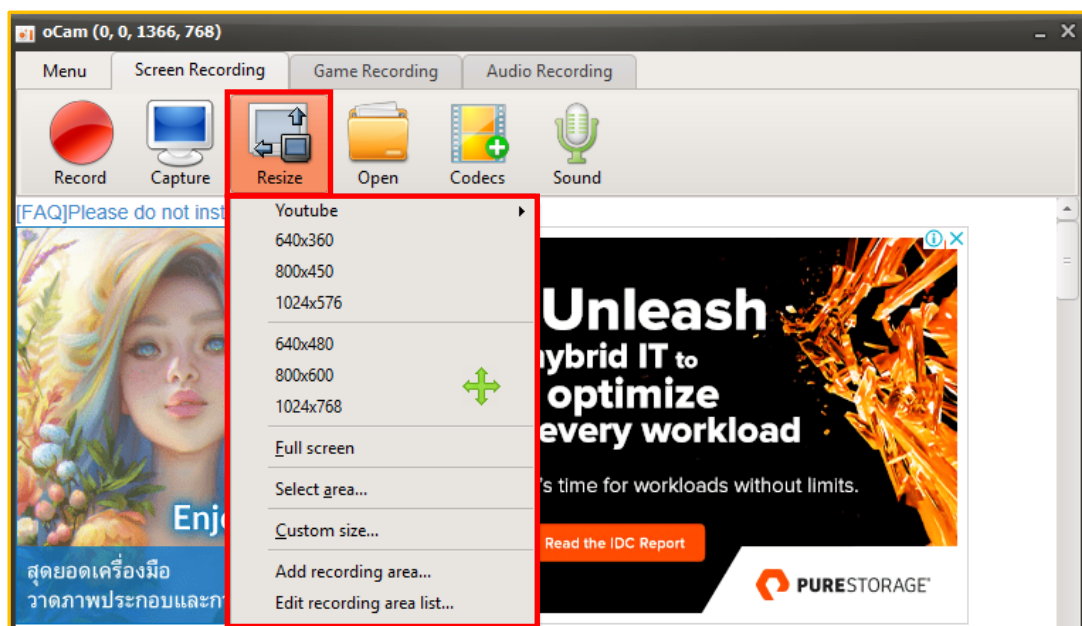 oCam (0, 0, 1366, 768)
Menu Screen Recording Game Recording Audio Recording
Record Capture Resize Open Codecs Sound
[FAQ]Please do not inst
Youtube
640x360
800x450
1024x576
640x480
800x600
1024x768
Full screen
Select area...
Custom size...
Add recording area...
Edit recording area list...
Enj
สุดยอดเครื่องมือ
วาดภาพประกอบและกา
Unleash
hybrid IT to
optimize
every workload
's time for workloads without limits.
Read the IDC Report
PURESTORAGE